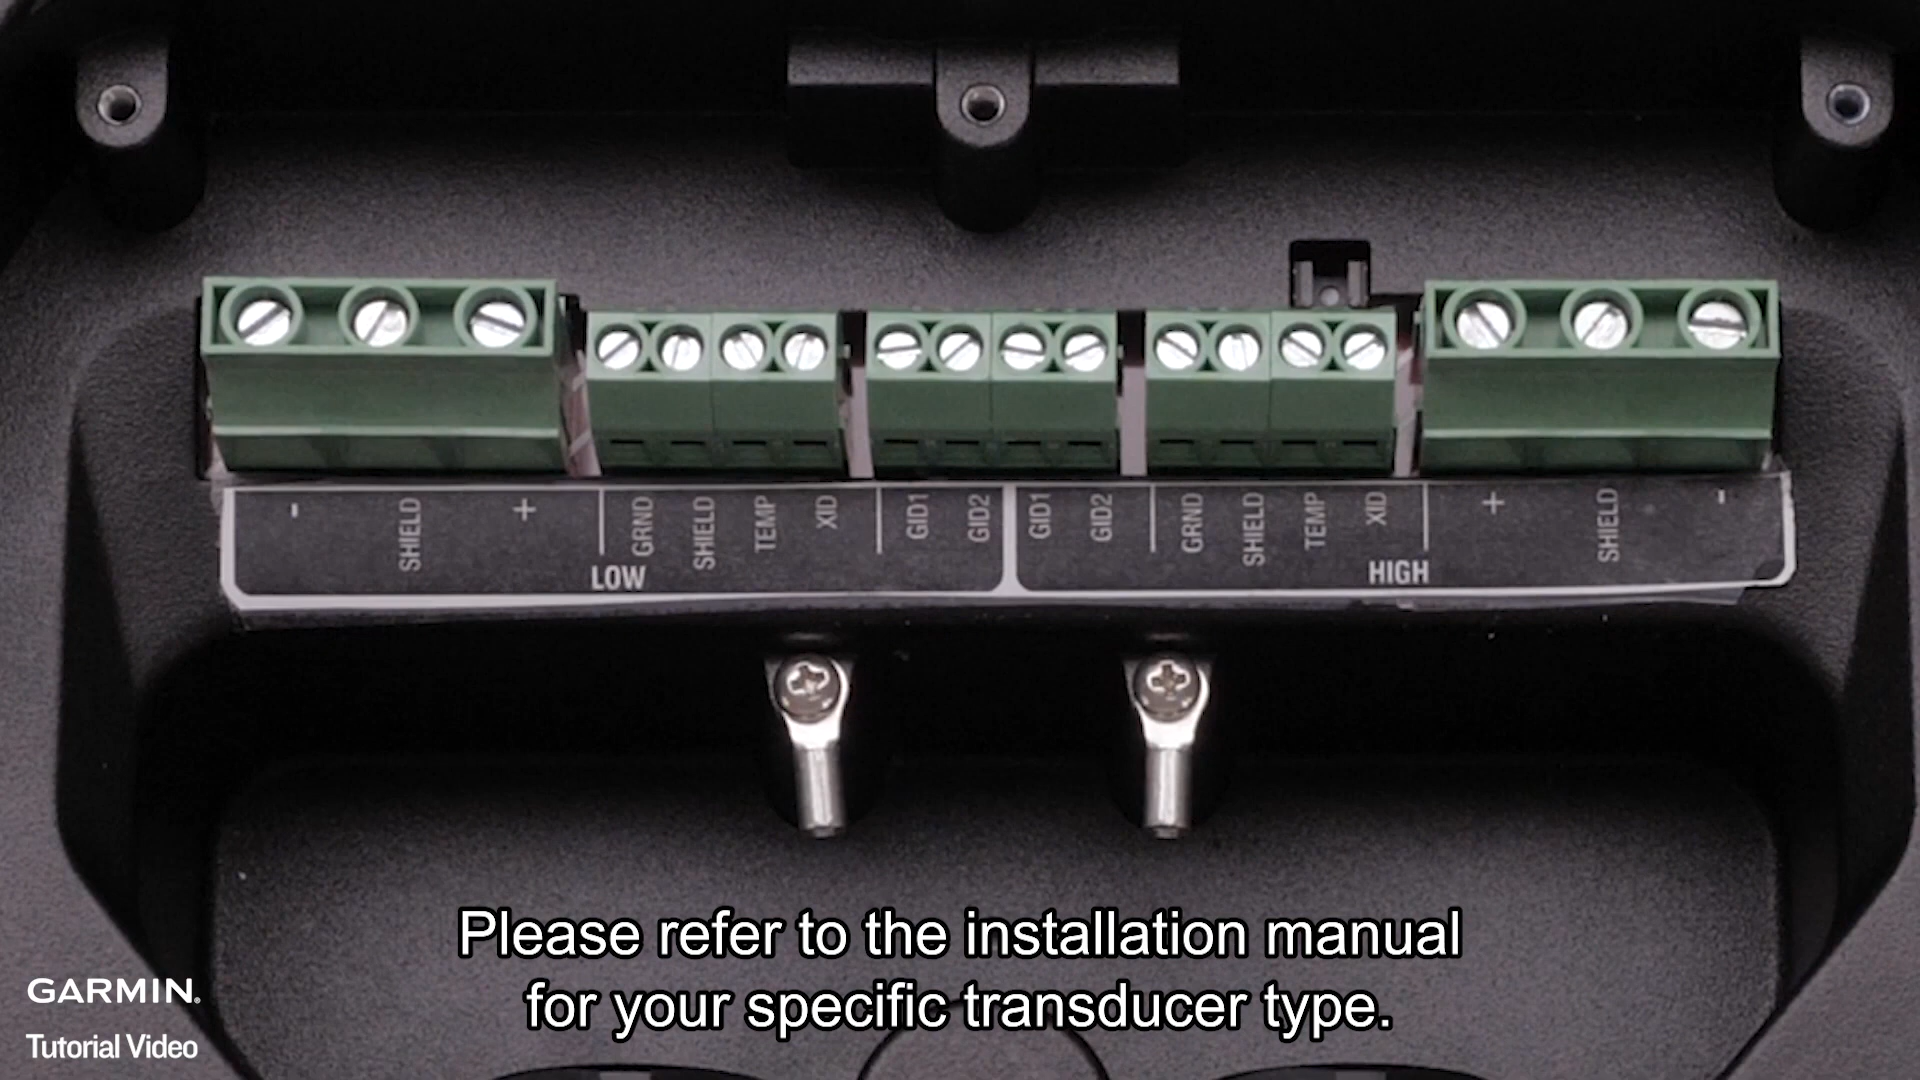 - SHIELD + GRND SHIELD TEMP XID GID1 GID2 GID1 GID2 GRND SHIELD TEMP XID + SHIELD -
LOW HIGH
Please refer to the installation manual
for your specific transducer type.
GARMIN.
Tutorial Video